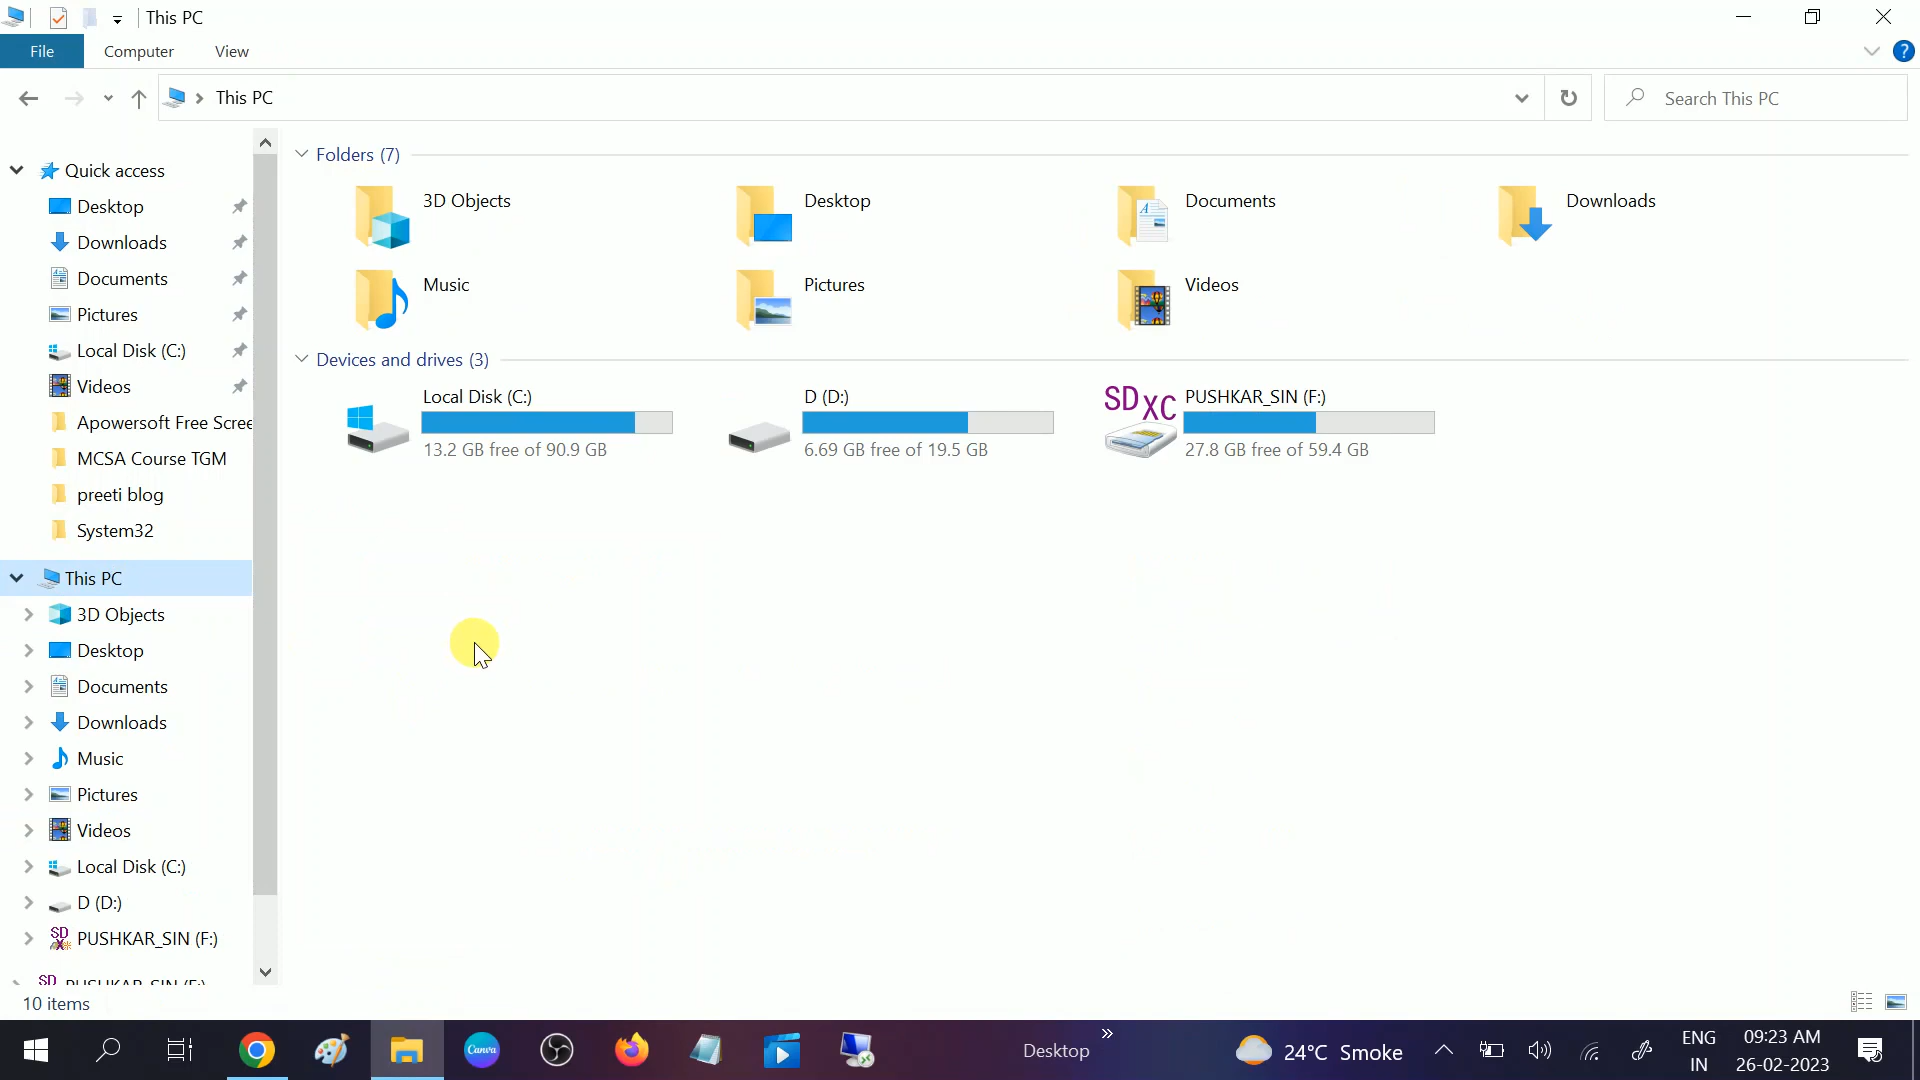 This PC
File
Computer
View
This PC
Search This PC
Quick access
Desktop
Downloads
Documents
Pictures
Local Disk (C:)
Videos
Apowersoft Free Scree
MCSA Course TGM
preeti blog
System32
This PC
3D Objects
Desktop
Documents
Downloads
Music
Pictures
Videos
Local Disk (C:)
D (D:)
PUSHKAR_SIN (F:)
PUSHKAR_SIN (F:)
Folders (7)
3D Objects
Desktop
Documents
Downloads
Music
Pictures
Videos
Devices and drives (3)
Local Disk (C:)
13.2 GB free of 90.9 GB
D (D:)
6.69 GB free of 19.5 GB
SDXC
PUSHKAR_SIN (F:)
27.8 GB free of 59.4 GB
10 items
Canva
Desktop
24°C Smoke
ENG
IN
09:23 AM
26-02-2023